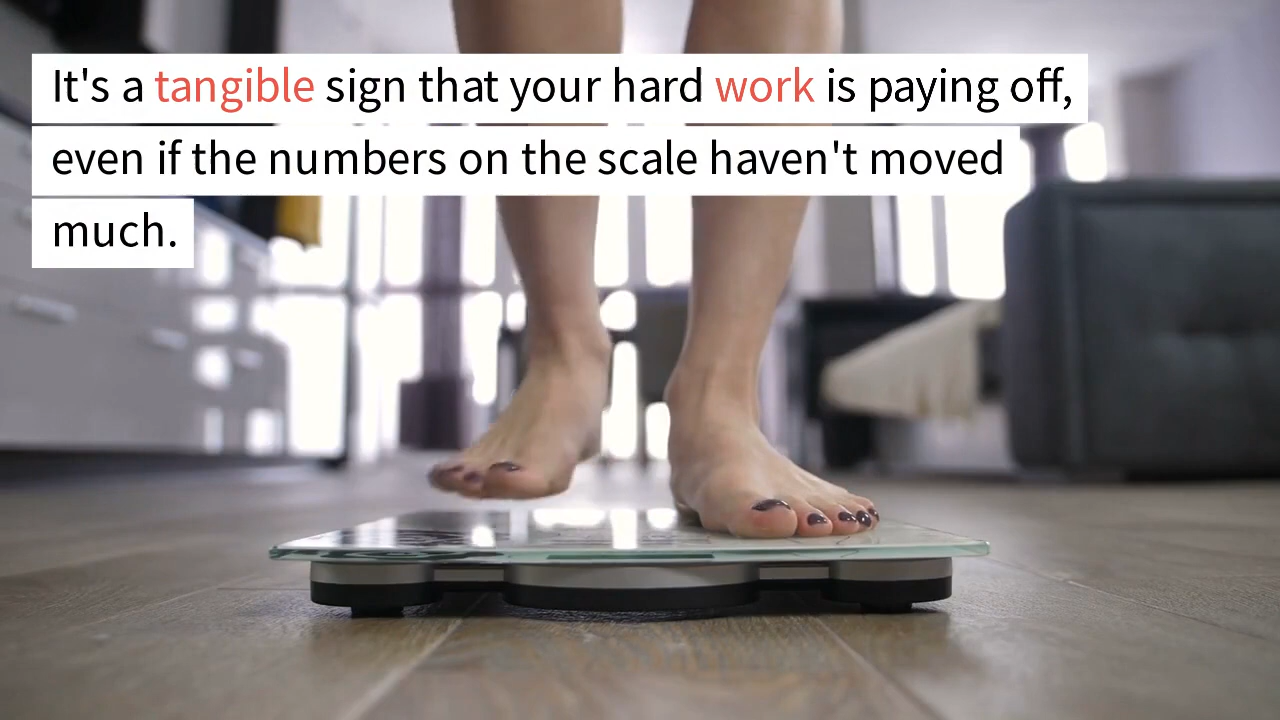 It's a tangible sign that your hard work is paying off,
even if the numbers on the scale haven't moved
much.